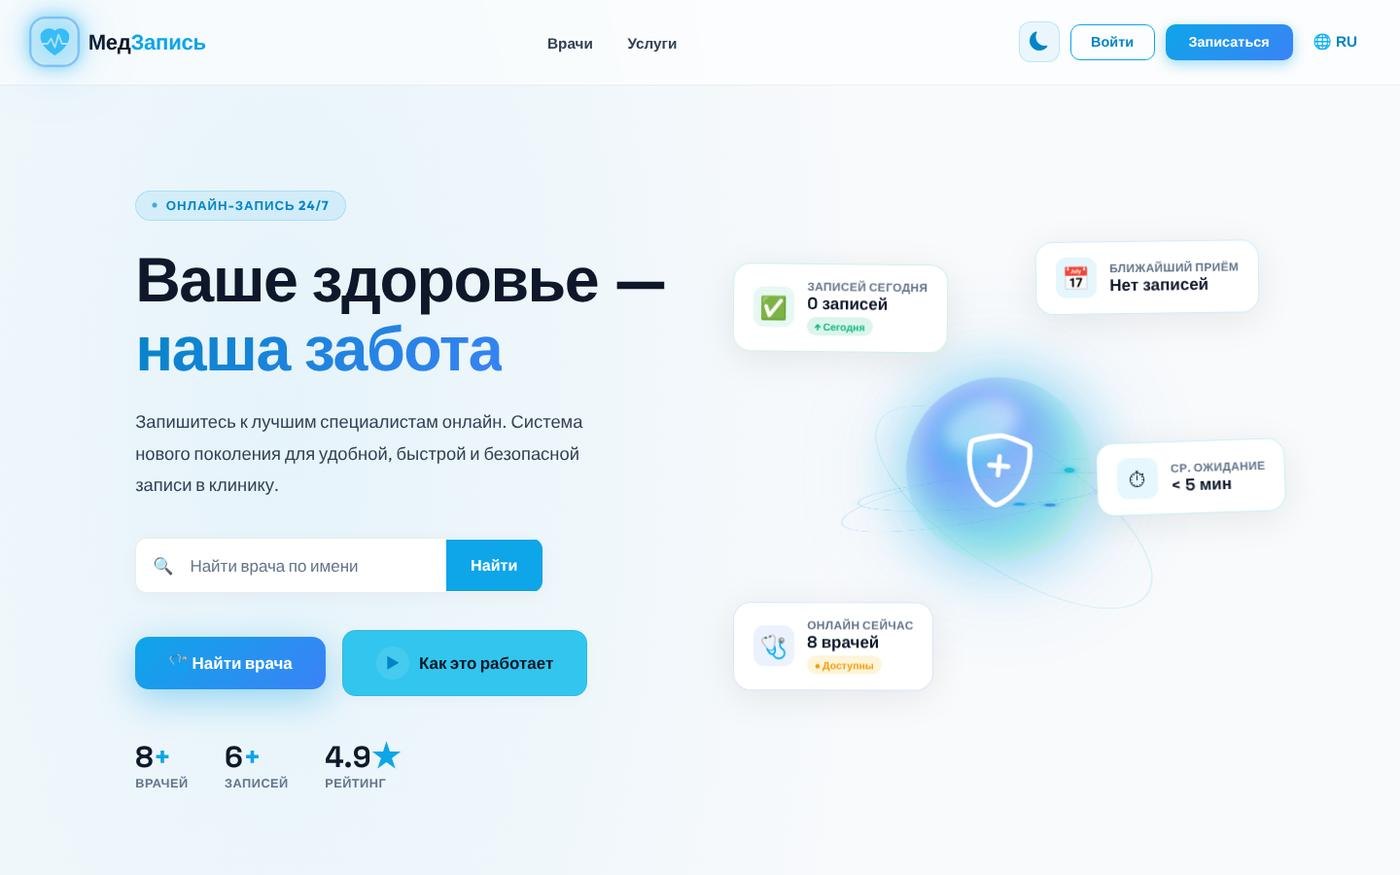 МедЗапись
Врачи
Услуги
Войти
Записаться
RU
ОНЛАЙН-ЗАПИСЬ 24/7
Ваше здоровье —
наша забота
Запишитесь к лучшим специалистам онлайн. Система
нового поколения для удобной, быстрой и безопасной
записи в клинику.
Найти врача по имени
Найти
Найти врача
Как это работает
8+
ВРАЧЕЙ
6+
ЗАПИСЕЙ
4.9★
РЕЙТИНГ
ЗАПИСЕЙ СЕГОДНЯ
0 записей
↑ Сегодня
БЛИЖАЙШИЙ ПРИЁМ
Нет записей
СР. ОЖИДАНИЕ
< 5 мин
ОНЛАЙН СЕЙЧАС
8 врачей
● Доступны